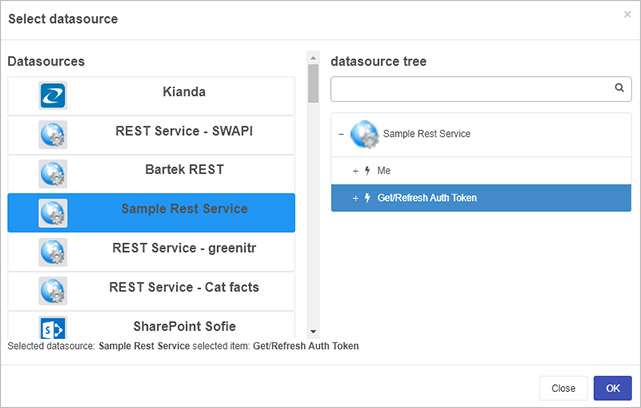 Select datasource
×
Datasources
Kianda
REST Service - SWAPI
Bartek REST
Sample Rest Service
REST Service - greenitr
REST Service - Cat facts
SharePoint Sofie
datasource tree
− Sample Rest Service
+ Me
+ Get/Refresh Auth Token
Selected datasource: Sample Rest Service selected item: Get/Refresh Auth Token
Close
OK